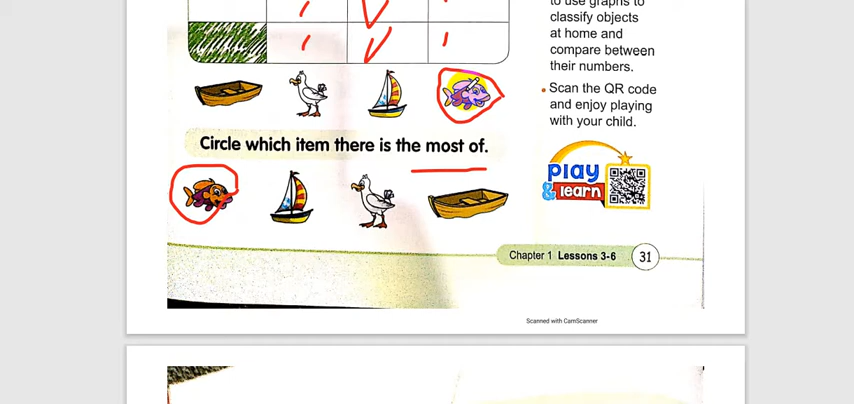 to use graphs to
classify objects
at home and
compare between
their numbers.
Scan the QR code
and enjoy playing
with your child.
Circle which item there is the most of.
play
& learn
Chapter 1 Lessons 3-6 31
Scanned with CamScanner